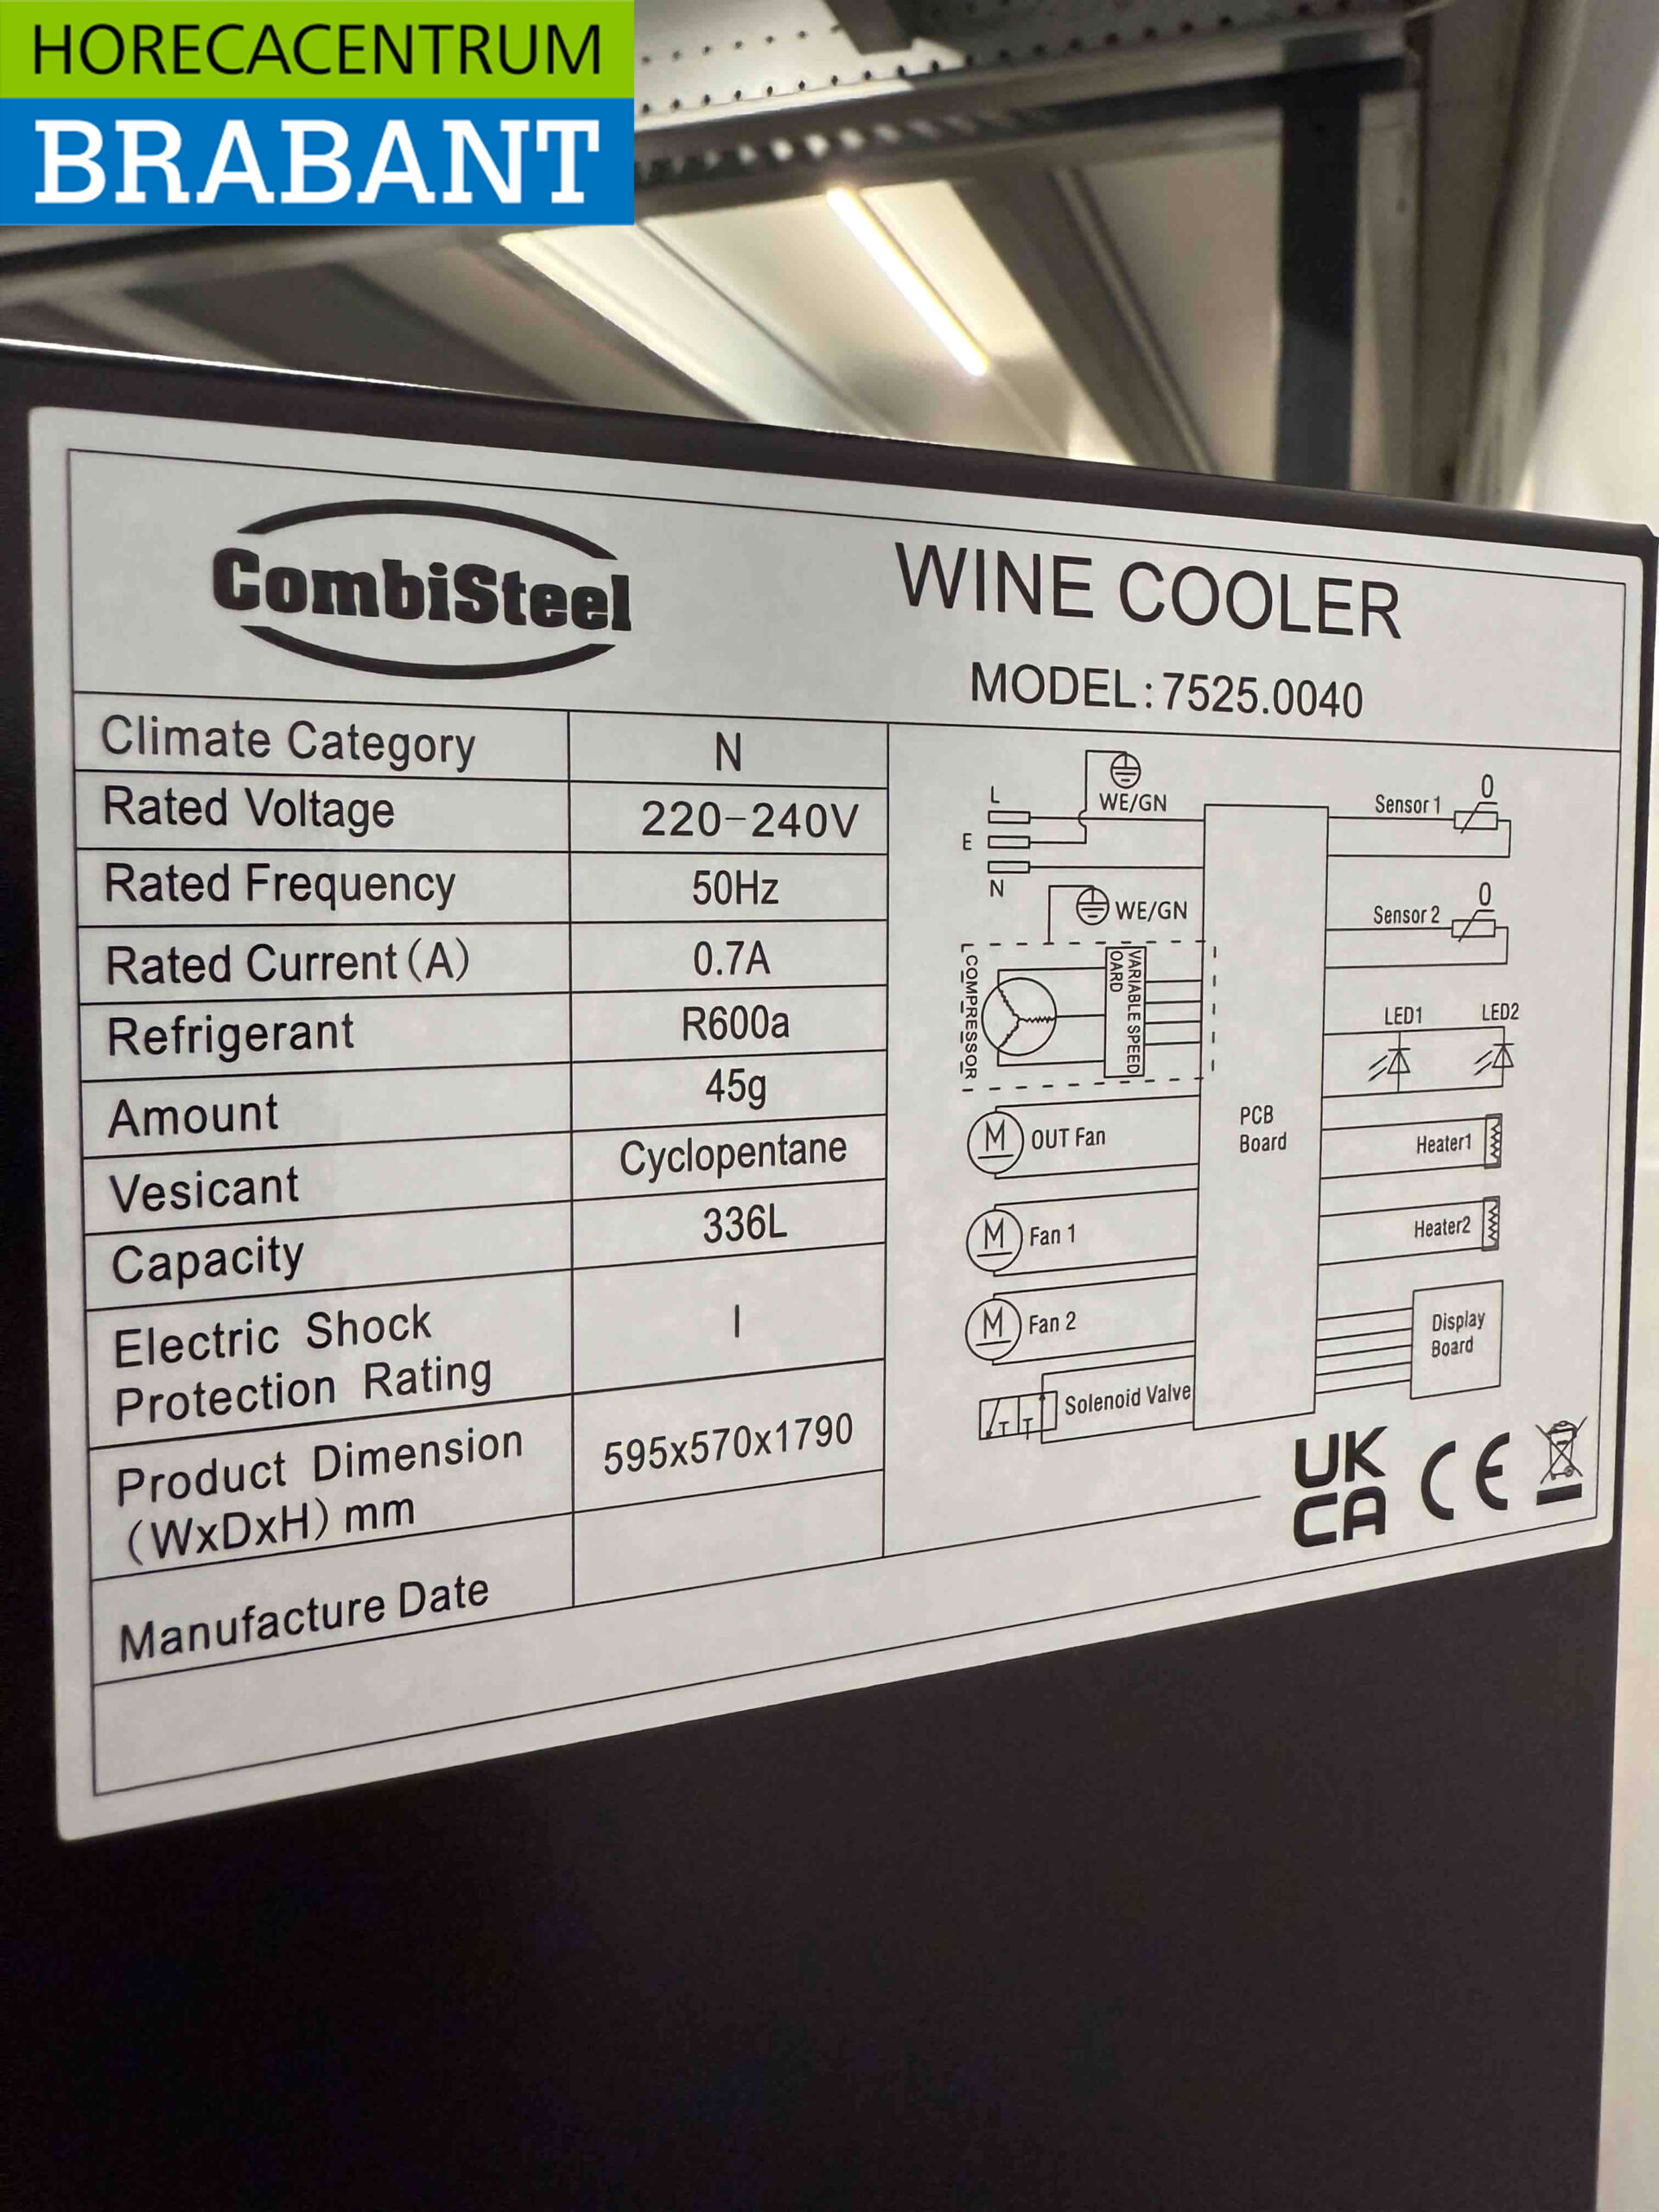 HORECACENTRUM
BRABANT
CombiSteel
WINE COOLER
MODEL:7525.0040
Climate Category N
Rated Voltage 220-240V
Rated Frequency 50Hz
Rated Current(A) 0.7A
Refrigerant R600a
Amount 45g
Vesicant Cyclopentane
Capacity 336L
Electric Shock
Protection Rating I
Product Dimension
(WxDxH) mm 595x570x1790
Manufacture Date
L
E
N
WE/GN
WE/GN
COMPRESSOR
VARIABLE SPEED
OARD
M OUT Fan
M Fan 1
M Fan 2
Solenoid Valve
PCB
Board
Sensor 1 0
Sensor 2 0
LED1 LED2
Heater1
Heater2
Display
Board
UK
CA CE